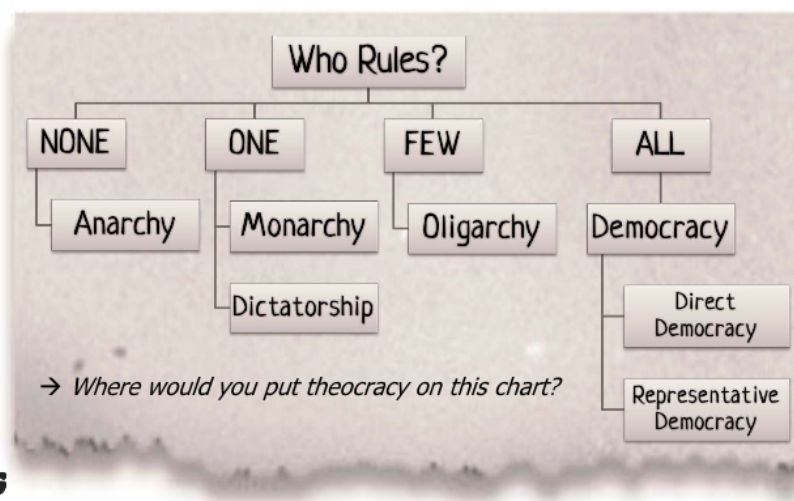 Who Rules?
NONE
ONE
FEW
ALL
Anarchy
Monarchy
Oligarchy
Democracy
Dictatorship
Direct
Democracy
→ Where would you put theocracy on this chart?
Representative
Democracy